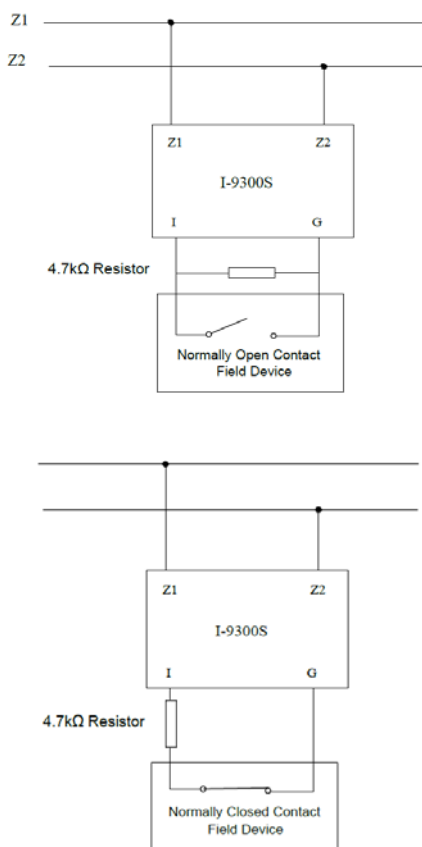 Z1
Z2
Z1 Z2
I-9300S
I G
4.7kΩ Resistor
Normally Open Contact
Field Device
Z1 Z2
I-9300S
I G
4.7kΩ Resistor
Normally Closed Contact
Field Device